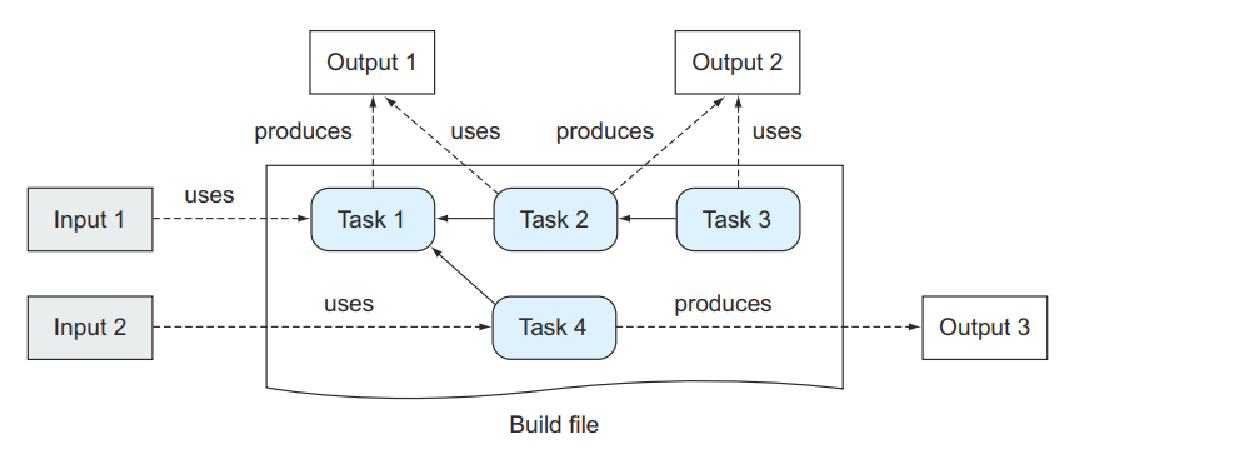 Output 1
Output 2
produces
uses
produces
uses
uses
Input 1
Task 1
Task 2
Task 3
uses
produces
Input 2
Task 4
Output 3
Build file